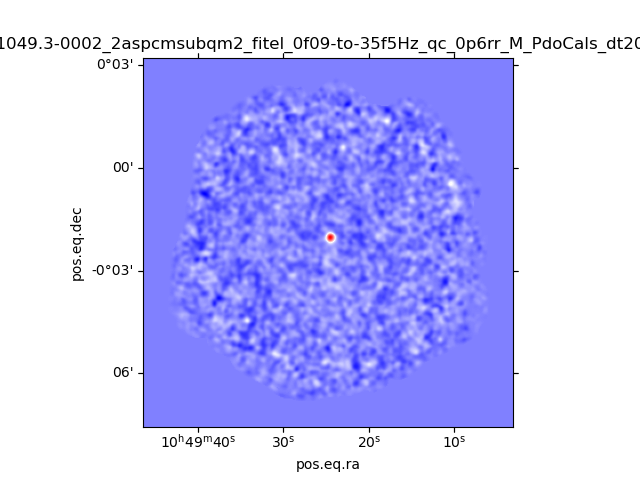 1049.3-0002_2aspcmsubqm2_fitel_0f09-to-35f5Hz_qc_0p6rr_M_PdoCals_dt20
0°03'
00'
-0°03'
06'
pos.eq.dec
10ʰ49ᵐ40ˢ 30ˢ 20ˢ 10ˢ
pos.eq.ra